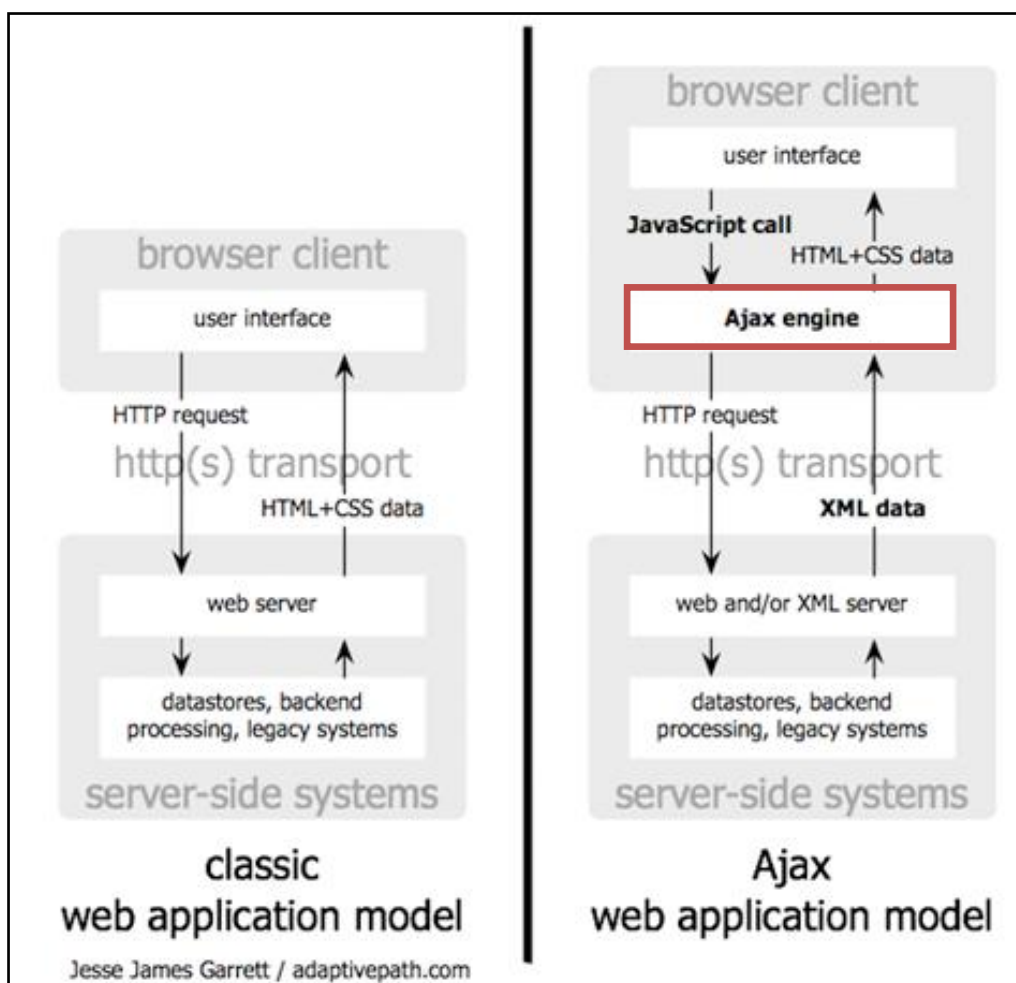 browser client
user interface
HTTP request
http(s) transport
HTML+CSS data
web server
datastores, backend
processing, legacy systems
server-side systems
classic
web application model
Jesse James Garrett / adaptivepath.com
browser client
user interface
JavaScript call
HTML+CSS data
Ajax engine
HTTP request
http(s) transport
XML data
web and/or XML server
datastores, backend
processing, legacy systems
server-side systems
Ajax
web application model